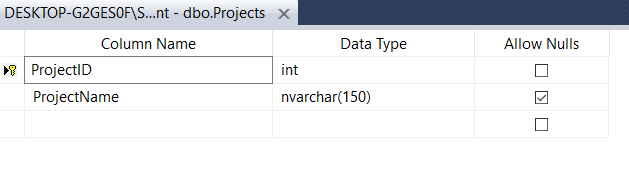 DESKTOP-G2GES0F\S...nt - dbo.Projects
Column Name Data Type Allow Nulls
ProjectID int
ProjectName nvarchar(150)